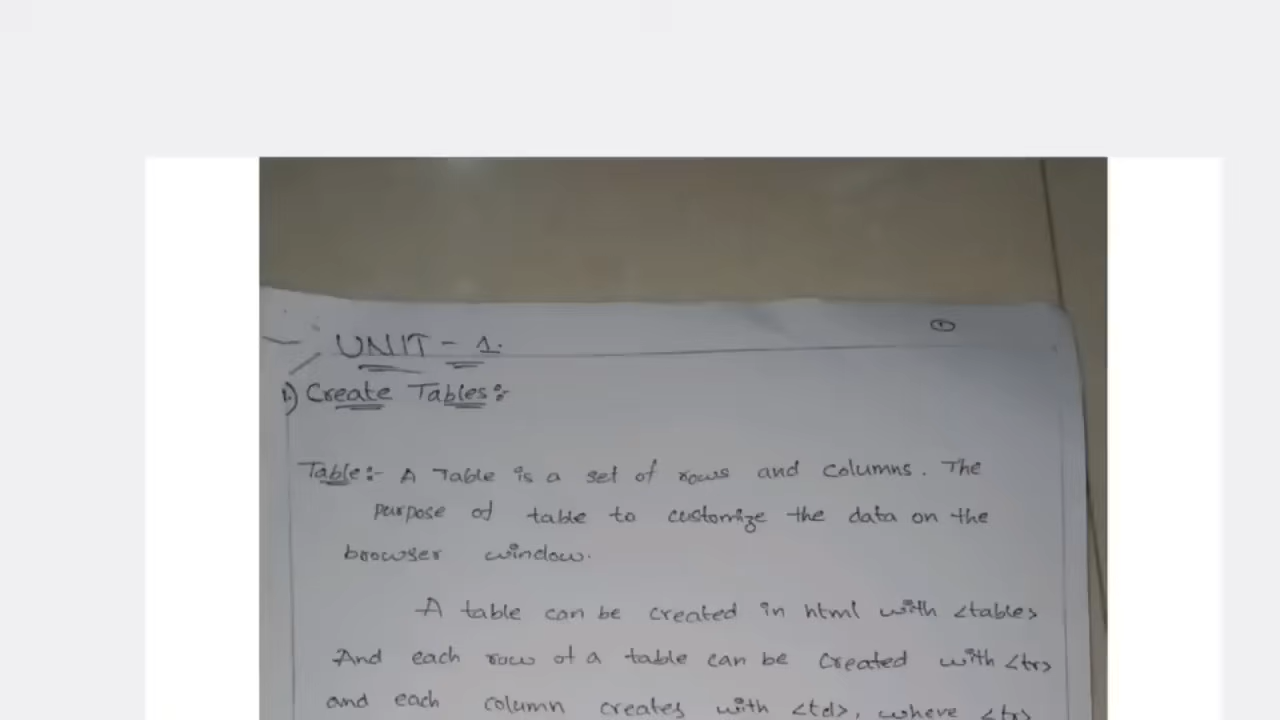 ①
UNIT - 1.
1.) Create Tables:-
Table:- A Table is a set of rows and columns. The
purpose of table to customize the data on the
browser window.
A table can be created in html with <table>
And each row of a table can be created with <tr>
and each column creates with <td>, where <tr>